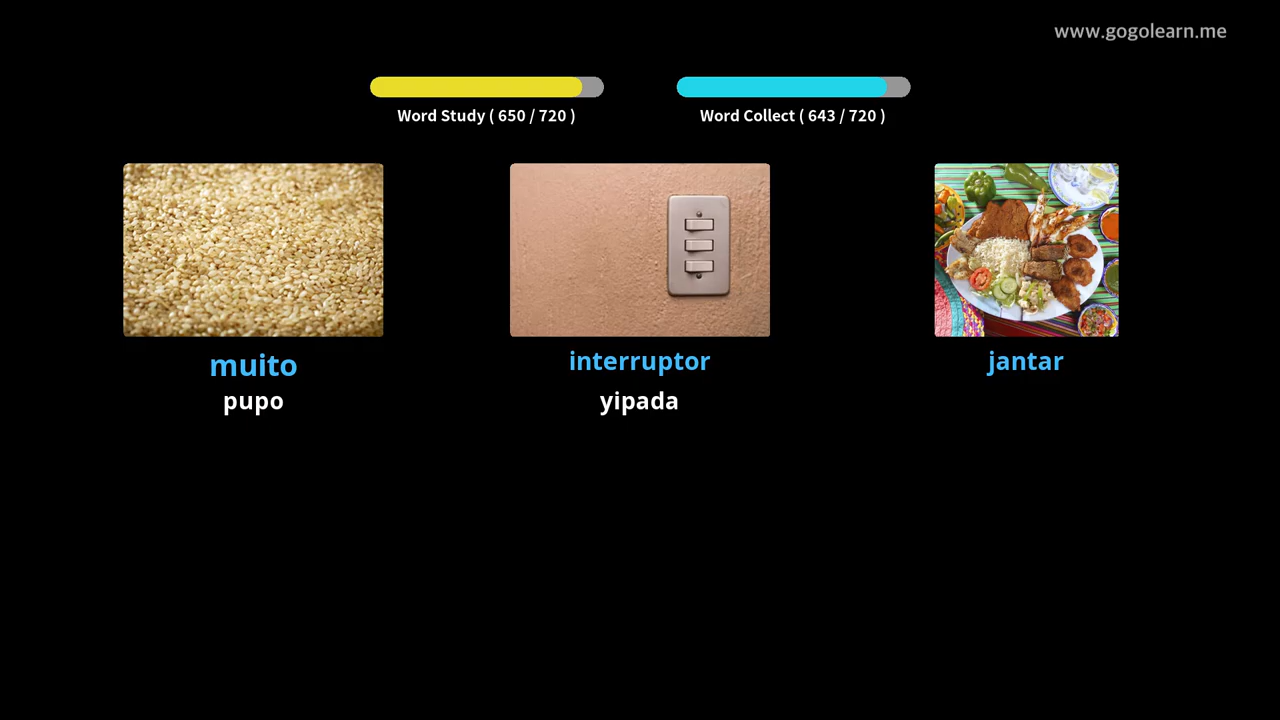 www.gogolearn.me
Word Study ( 650 / 720 )
Word Collect ( 643 / 720 )
muito
interruptor
jantar
pupo
yipada